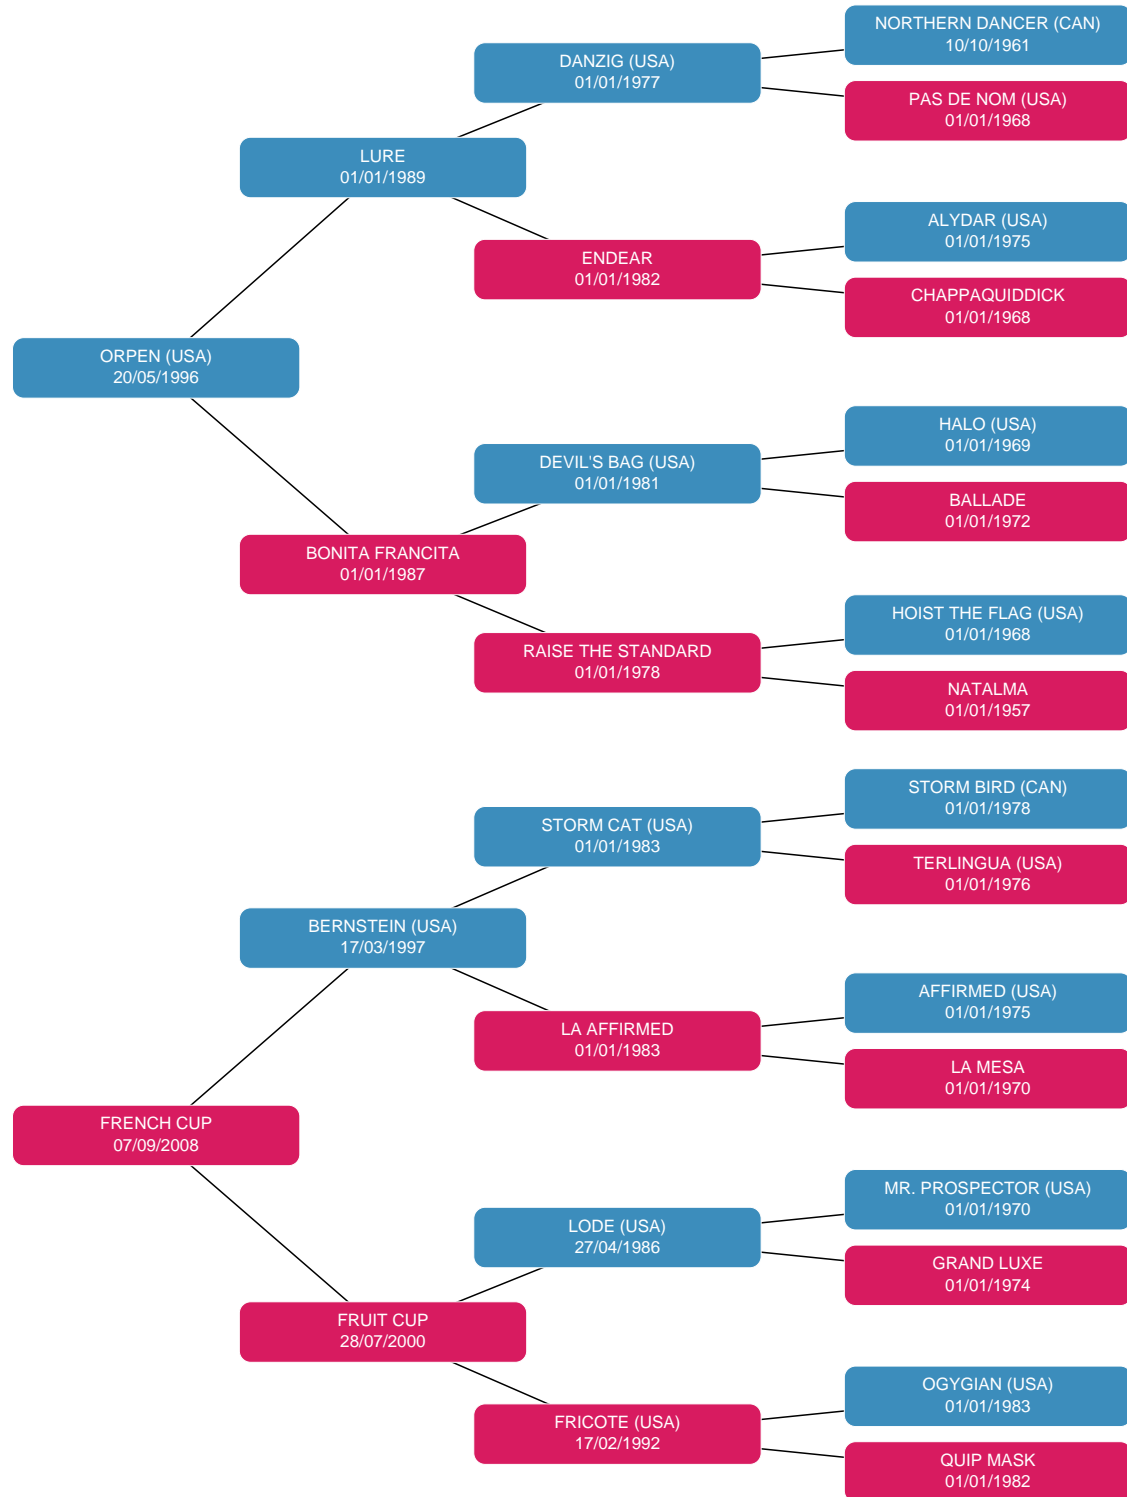 NORTHERN DANCER (CAN)
10/10/1961
DANZIG (USA)
01/01/1977
PAS DE NOM (USA)
01/01/1968
LURE
01/01/1989
ALYDAR (USA)
01/01/1975
ENDEAR
01/01/1982
CHAPPAQUIDDICK
01/01/1968
ORPEN (USA)
20/05/1996
HALO (USA)
01/01/1969
DEVIL'S BAG (USA)
01/01/1981
BALLADE
01/01/1972
BONITA FRANCITA
01/01/1987
HOIST THE FLAG (USA)
01/01/1968
RAISE THE STANDARD
01/01/1978
NATALMA
01/01/1957
STORM BIRD (CAN)
01/01/1978
STORM CAT (USA)
01/01/1983
TERLINGUA (USA)
01/01/1976
BERNSTEIN (USA)
17/03/1997
AFFIRMED (USA)
01/01/1975
LA AFFIRMED
01/01/1983
LA MESA
01/01/1970
FRENCH CUP
07/09/2008
MR. PROSPECTOR (USA)
01/01/1970
LODE (USA)
27/04/1986
GRAND LUXE
01/01/1974
FRUIT CUP
28/07/2000
OGYGIAN (USA)
01/01/1983
FRICOTE (USA)
17/02/1992
QUIP MASK
01/01/1982